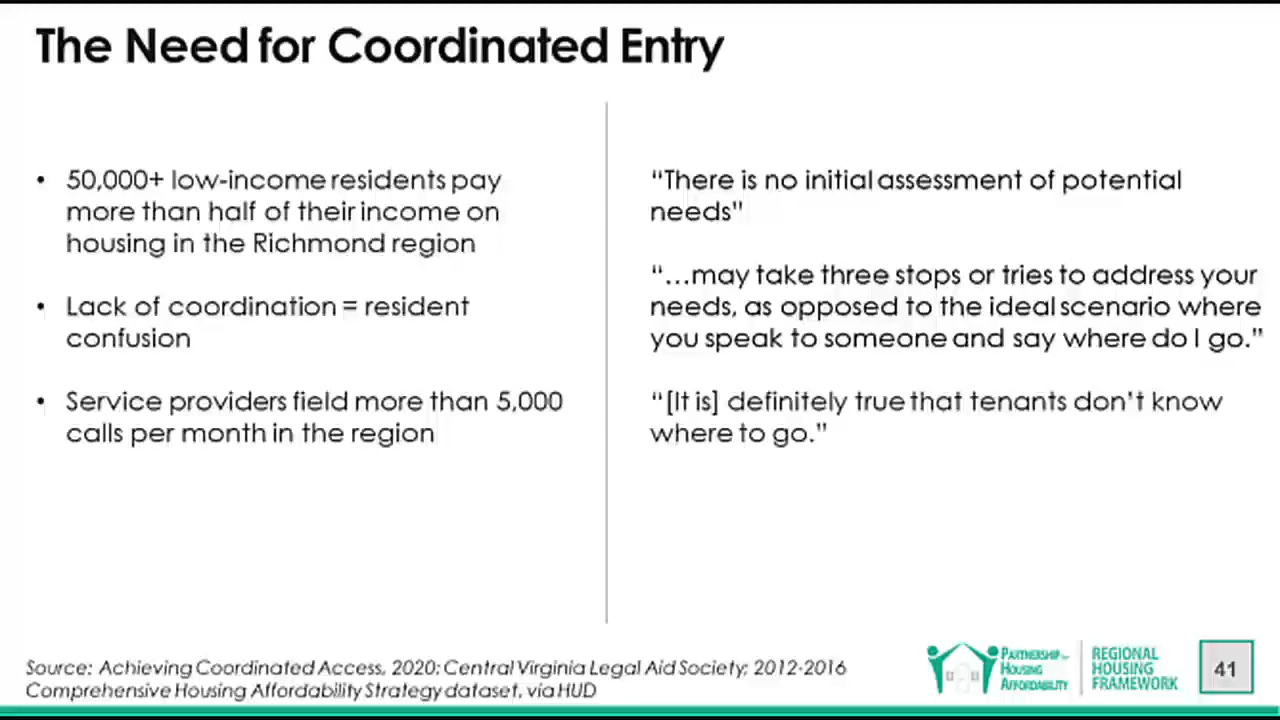 The Need for Coordinated Entry
• 50,000+ low-income residents pay
more than half of their income on
housing in the Richmond region
• Lack of coordination = resident
confusion
• Service providers field more than 5,000
calls per month in the region
“There is no initial assessment of potential
needs”
“…may take three stops or tries to address your
needs, as opposed to the ideal scenario where
you speak to someone and say where do I go.”
“[It is] definitely true that tenants don’t know
where to go.”
Source: Achieving Coordinated Access, 2020; Central Virginia Legal Aid Society; 2012-2016
Comprehensive Housing Affordability Strategy dataset, via HUD
PARTNERSHIP for
HOUSING
AFFORDABILITY
REGIONAL
HOUSING
FRAMEWORK
41